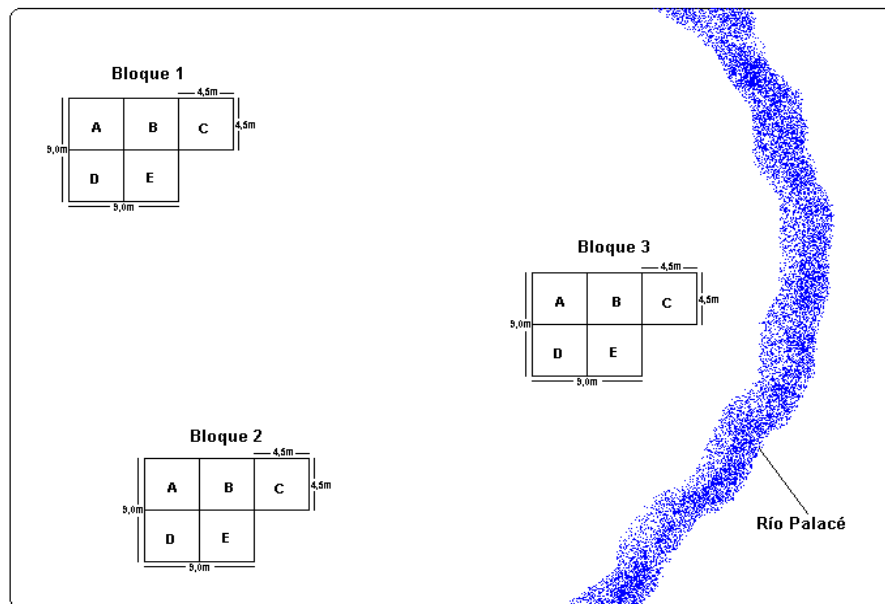 Bloque 1
4,5m
A B C 4,5m
9,0m
D E
9,0m
Bloque 3
4,5m
A B C 4,5m
9,0m
D E
9,0m
Bloque 2
4,5m
A B C 4,5m
9,0m
D E
9,0m
Río Palacé